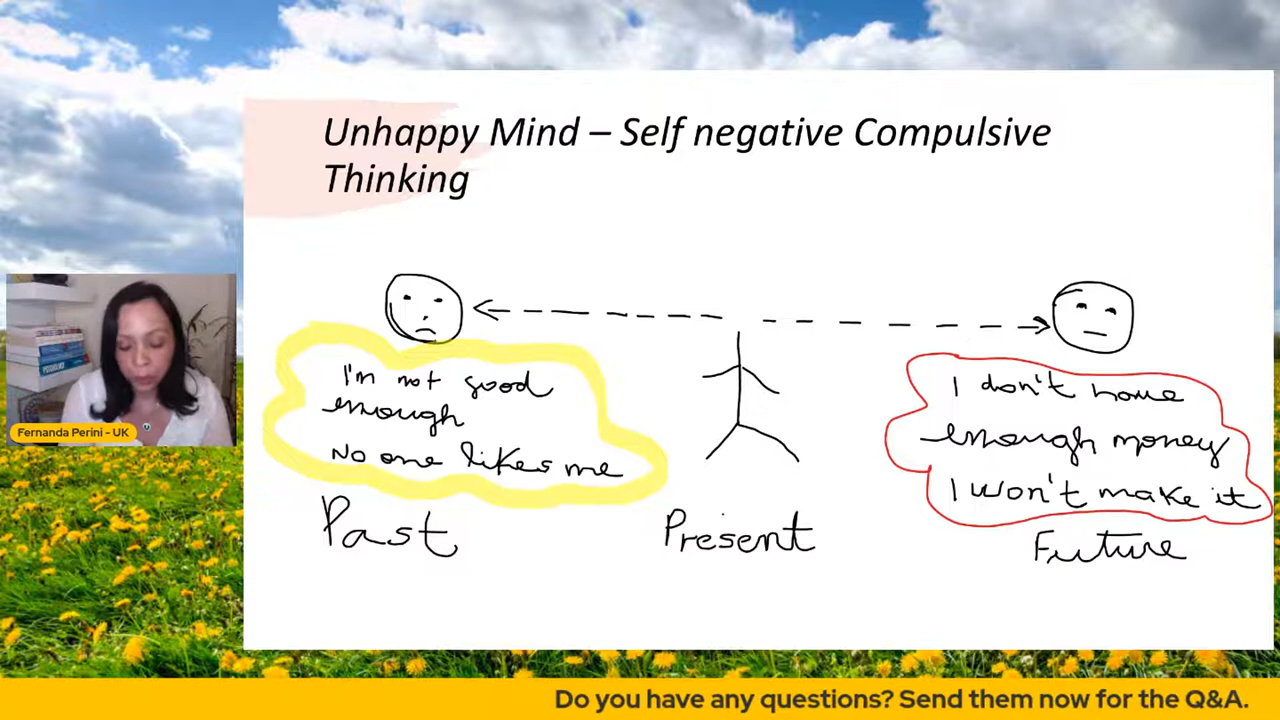 Unhappy Mind – Self negative Compulsive
Thinking
I'm not good
enough
No one likes me
Past
Present
I don't have
enough money
I won't make it
Future
PSYCHOLOGY
Fernanda Perini - UK
Do you have any questions? Send them now for the Q&A.